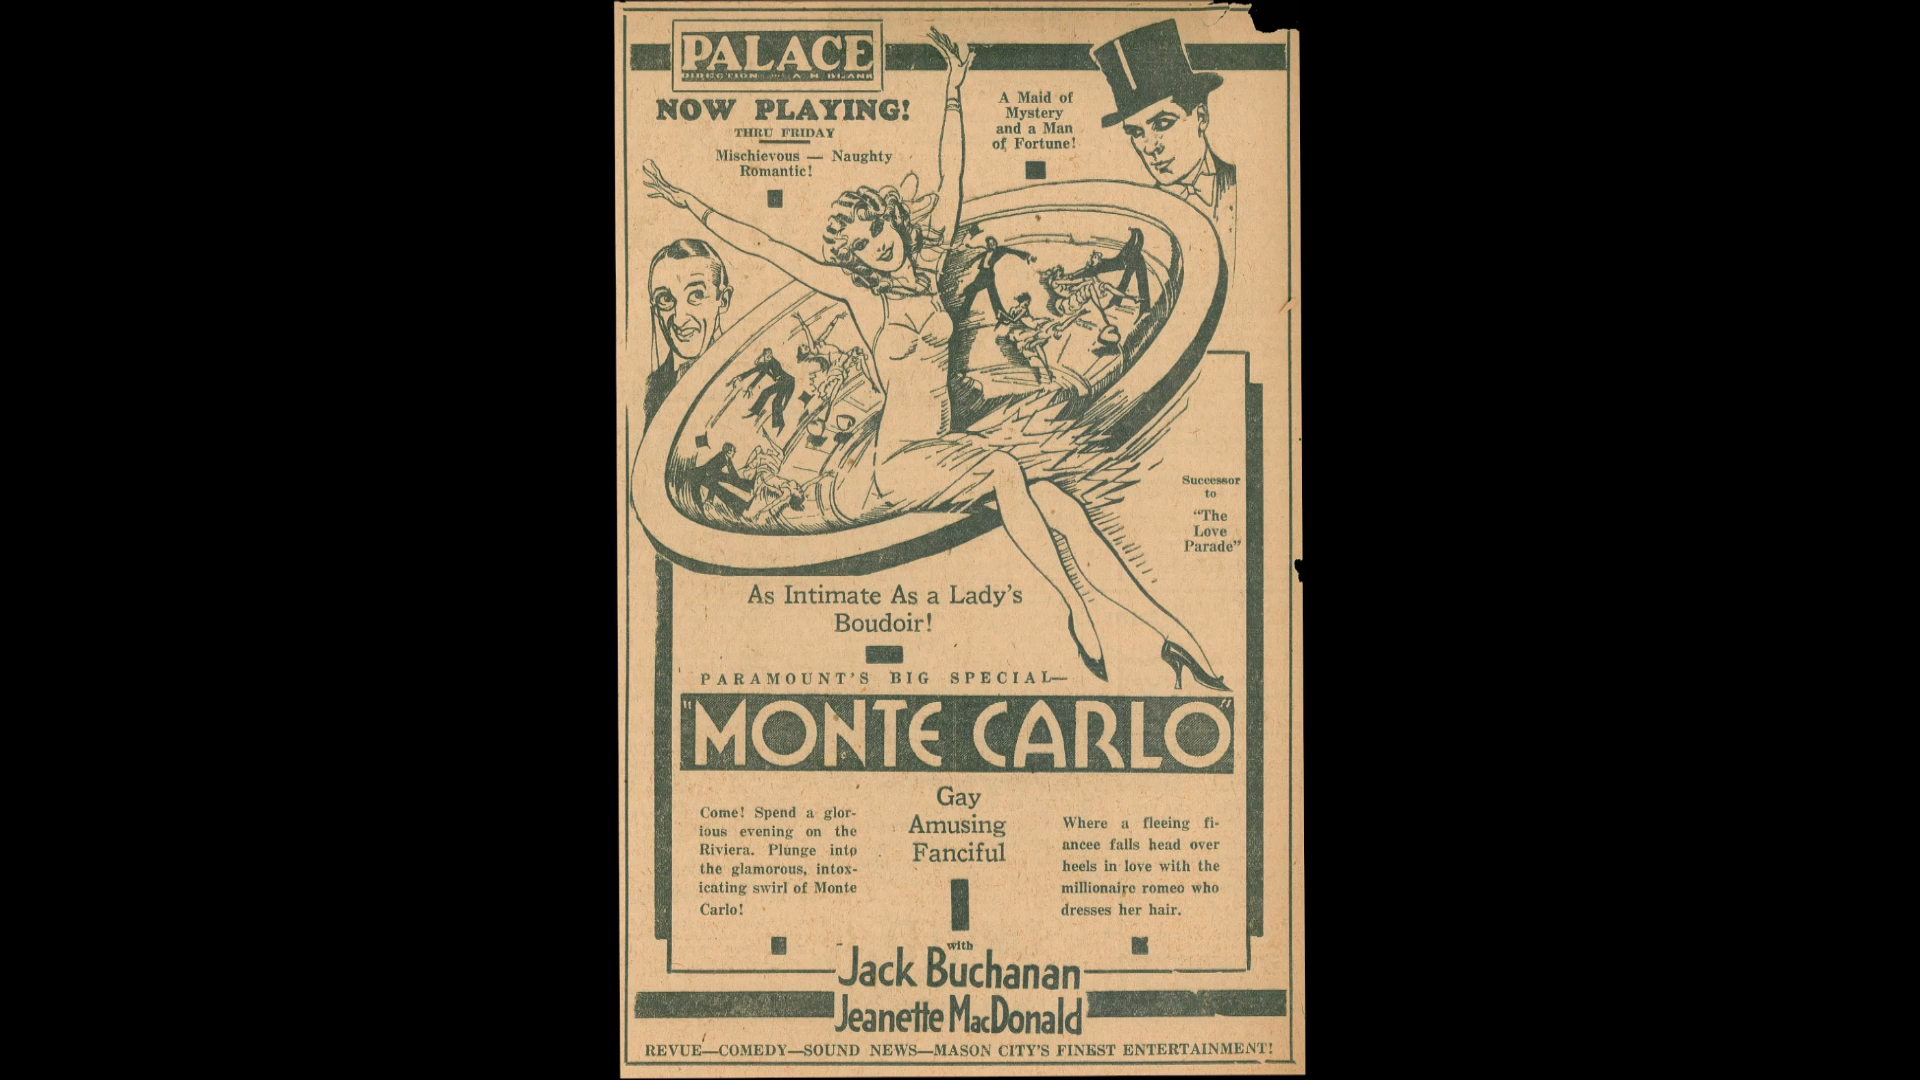 PALACE
DIRECTION A H BLANK
NOW PLAYING!
THRU FRIDAY
Mischievous — Naughty
Romantic!
A Maid of
Mystery
and a Man
of Fortune!
Successor
to
“The
Love
Parade”
As Intimate As a Lady’s
Boudoir!
PARAMOUNT’S BIG SPECIAL—
"MONTE CARLO"
Come! Spend a glor-
ious evening on the
Riviera. Plunge into
the glamorous, intox-
icating swirl of Monte
Carlo!
Gay
Amusing
Fanciful
Where a fleeing fi-
ancee falls head over
heels in love with the
millionaire romeo who
dresses her hair.
with
Jack Buchanan
Jeanette MacDonald
REVUE—COMEDY—SOUND NEWS—MASON CITY’S FINEST ENTERTAINMENT!